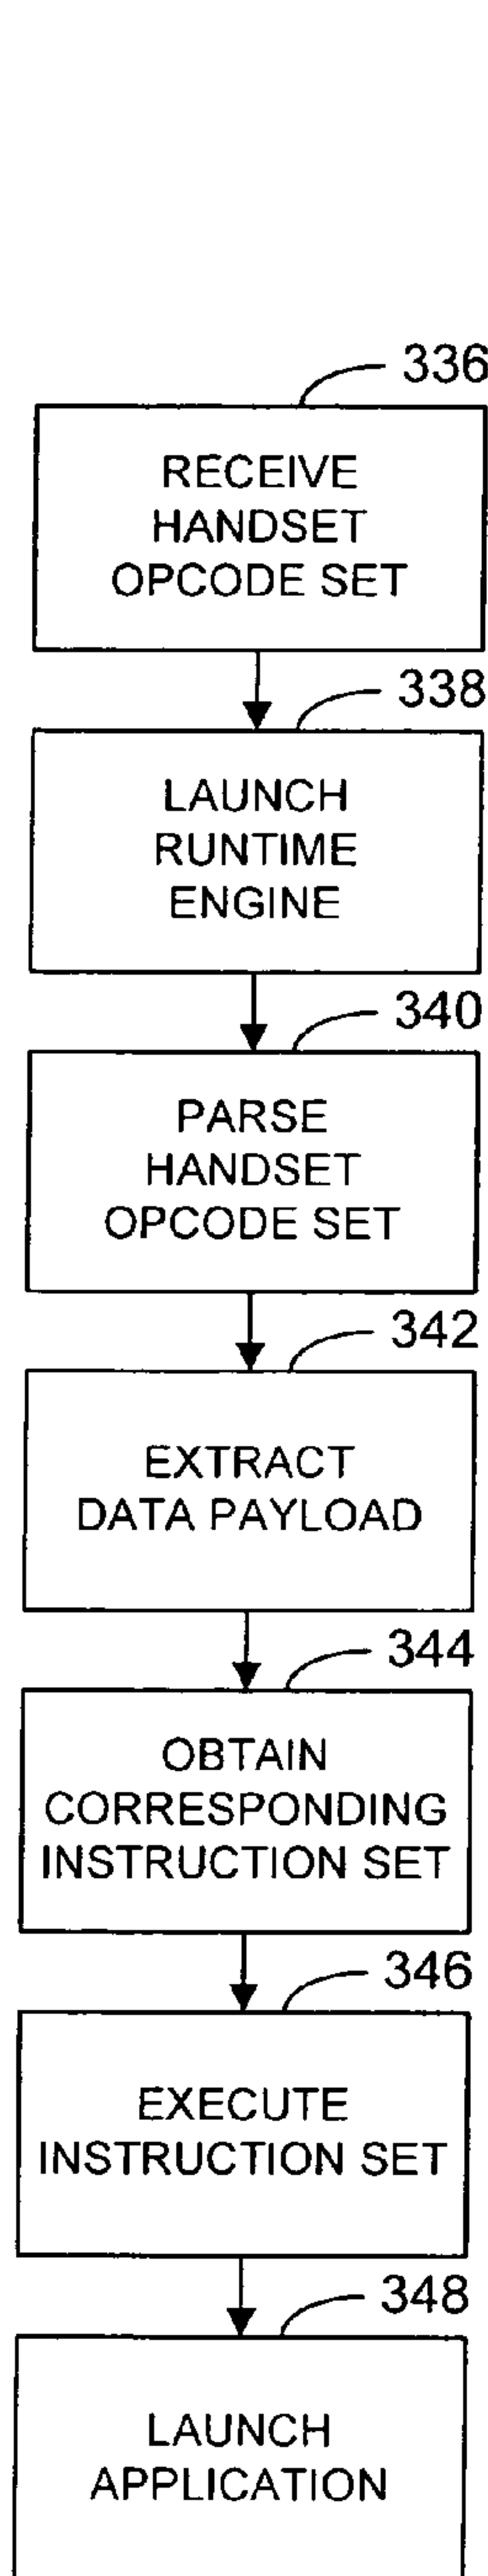 336
RECEIVE
HANDSET
OPCODE SET
338
LAUNCH
RUNTIME
ENGINE
340
PARSE
HANDSET
OPCODE SET
342
EXTRACT
DATA PAYLOAD
344
OBTAIN
CORRESPONDING
INSTRUCTION SET
346
EXECUTE
INSTRUCTION SET
348
LAUNCH
APPLICATION